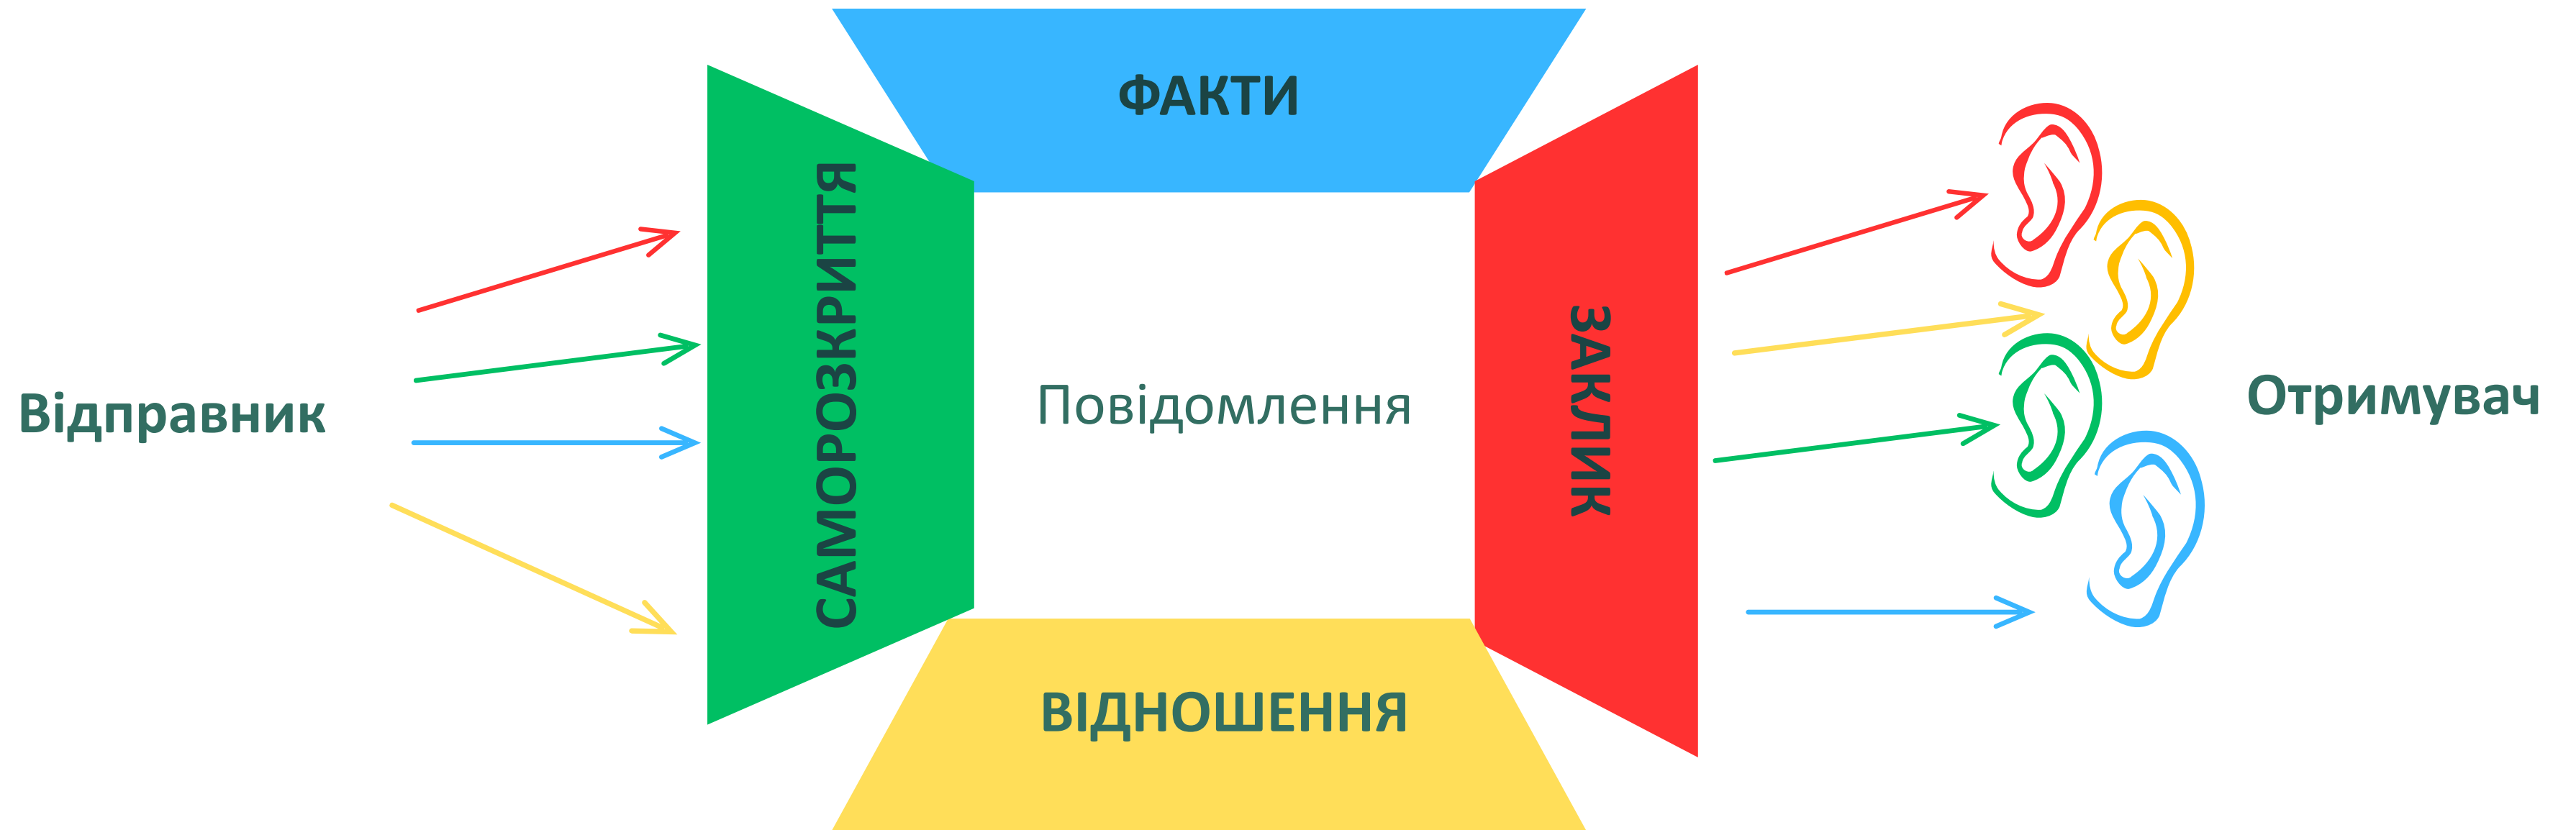 ФАКТИ
Відправник
САМОРОЗКРИТТЯ
Повідомлення
ЗАКЛИК
Отримувач
ВІДНОШЕННЯ